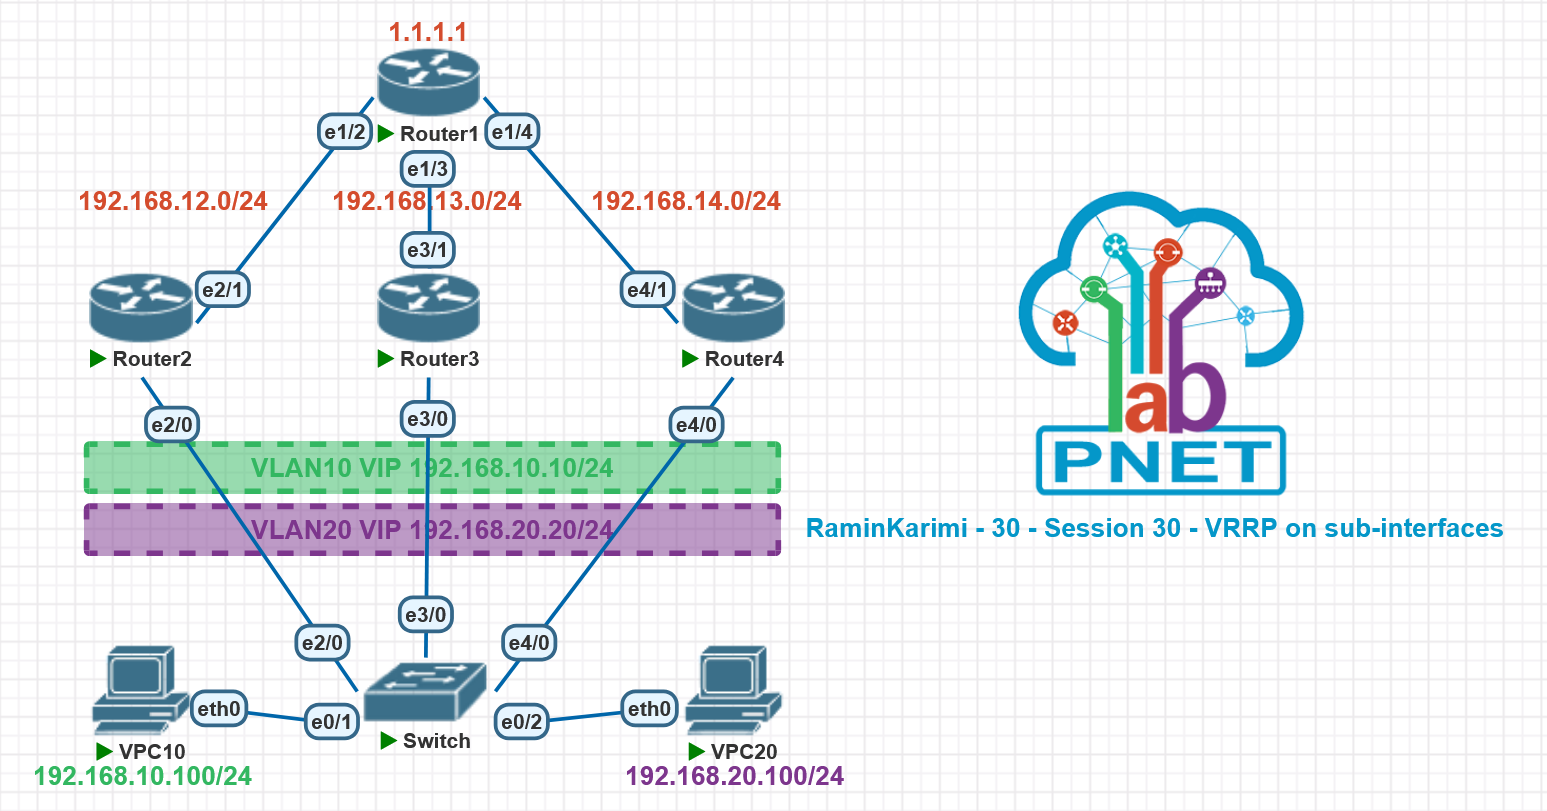 1.1.1.1
e1/2
Router1
e1/4
e1/3
192.168.12.0/24
192.168.13.0/24
192.168.14.0/24
e3/1
e2/1
e4/1
Router2
Router3
Router4
e2/0
e3/0
e4/0
VLAN10 VIP 192.168.10.10/24
VLAN20 VIP 192.168.20.20/24
lab
PNET
RaminKarimi - 30 - Session 30 - VRRP on sub-interfaces
e3/0
e2/0
e4/0
eth0
e0/1
e0/2
eth0
Switch
VPC10
VPC20
192.168.10.100/24
192.168.20.100/24